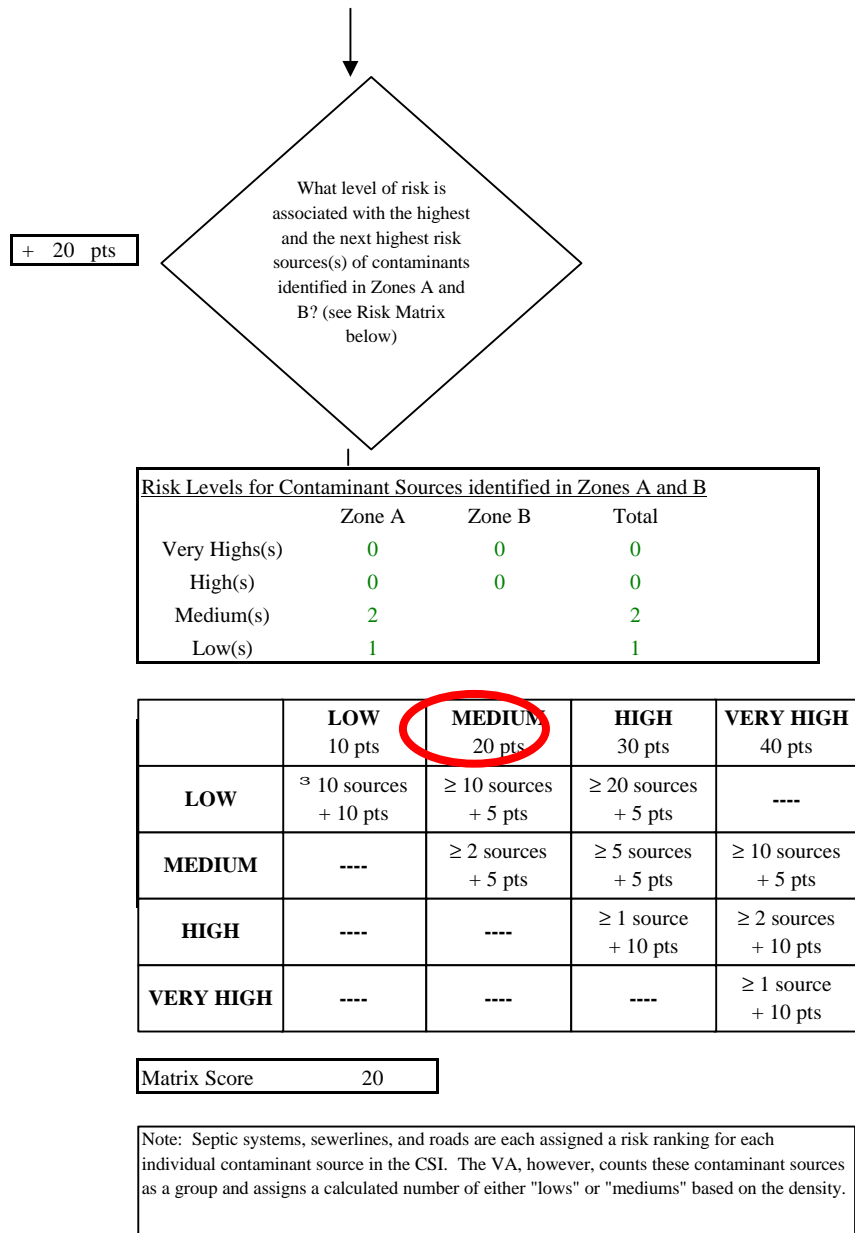 What level of risk is
associated with the highest
and the next highest risk
sources(s) of contaminants
identified in Zones A and
B? (see Risk Matrix
below)
+ 20 pts
Risk Levels for Contaminant Sources identified in Zones A and B
Zone A Zone B Total
Very Highs(s) 0 0 0
High(s) 0 0 0
Medium(s) 2 2
Low(s) 1 1
LOW MEDIUM HIGH VERY HIGH
10 pts 20 pts 30 pts 40 pts
LOW ³ 10 sources ≥ 10 sources ≥ 20 sources ----
+ 10 pts + 5 pts + 5 pts
MEDIUM ---- ≥ 2 sources ≥ 5 sources ≥ 10 sources
+ 5 pts + 5 pts + 5 pts
HIGH ---- ---- ≥ 1 source ≥ 2 sources
+ 10 pts + 10 pts
VERY HIGH ---- ---- ---- ≥ 1 source
+ 10 pts
Matrix Score 20
Note: Septic systems, sewerlines, and roads are each assigned a risk ranking for each
individual contaminant source in the CSI. The VA, however, counts these contaminant sources
as a group and assigns a calculated number of either "lows" or "mediums" based on the density.